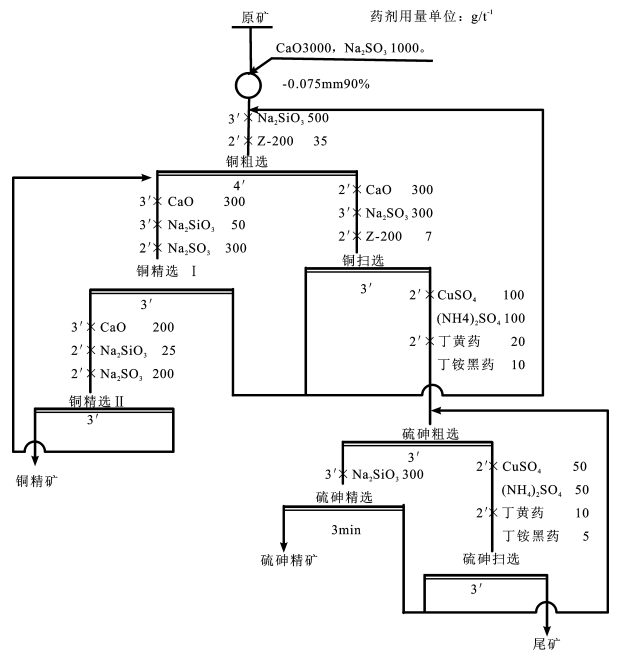 原矿
药剂用量单位：g/t⁻¹
CaO3000，Na₂SO₃ 1000。
-0.075mm90%
3′ Na₂SiO₃ 500
2′ Z-200 35
铜粗选
4′
3′ CaO 300
3′ Na₂SiO₃ 50
2′ Na₂SO₃ 300
铜精选 Ⅰ
2′ CaO 300
3′ Na₂SO₃ 300
2′ Z-200 7
铜扫选
3′
3′ CaO 200
2′ Na₂SiO₃ 25
2′ Na₂SO₃ 200
铜精选Ⅱ
3′
铜精矿
3′
2′ CuSO₄ 100
(NH4)₂SO₄ 100
2′ 丁黄药 20
丁铵黑药 10
硫砷粗选
3′
3′ Na₂SiO₃ 300
硫砷精选
3min
硫砷精矿
2′ CuSO₄ 50
(NH₄)₂SO₄ 50
2′ 丁黄药 10
丁铵黑药 5
硫砷扫选
3′
尾矿